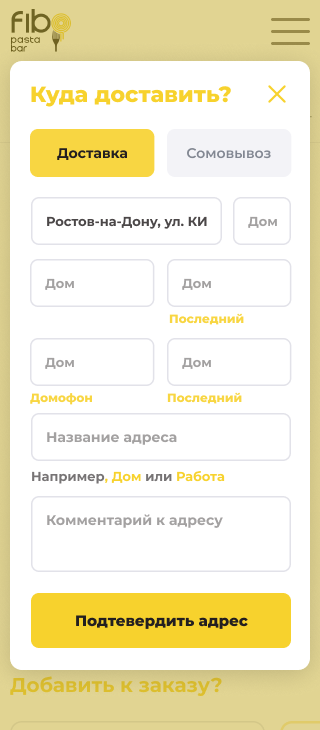 fibo
pasta
bar
Куда доставить?
Доставка
Сомовывоз
Ростов-на-Дону, ул. КИ
Дом
Дом
Дом
Последний
Дом
Дом
Домофон
Последний
Название адреса
Например, Дом или Работа
Комментарий к адресу
Подтевердить адрес
Добавить к заказу?